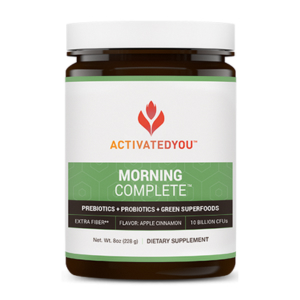 ACTIVATEDYOU™
MORNING
COMPLETE™
PREBIOTICS + PROBIOTICS + GREEN SUPERFOODS
EXTRA FIBER** FLAVOR: APPLE CINNAMON 10 BILLION CFUs
Net. Wt. 8oz (228 g) DIETARY SUPPLEMENT